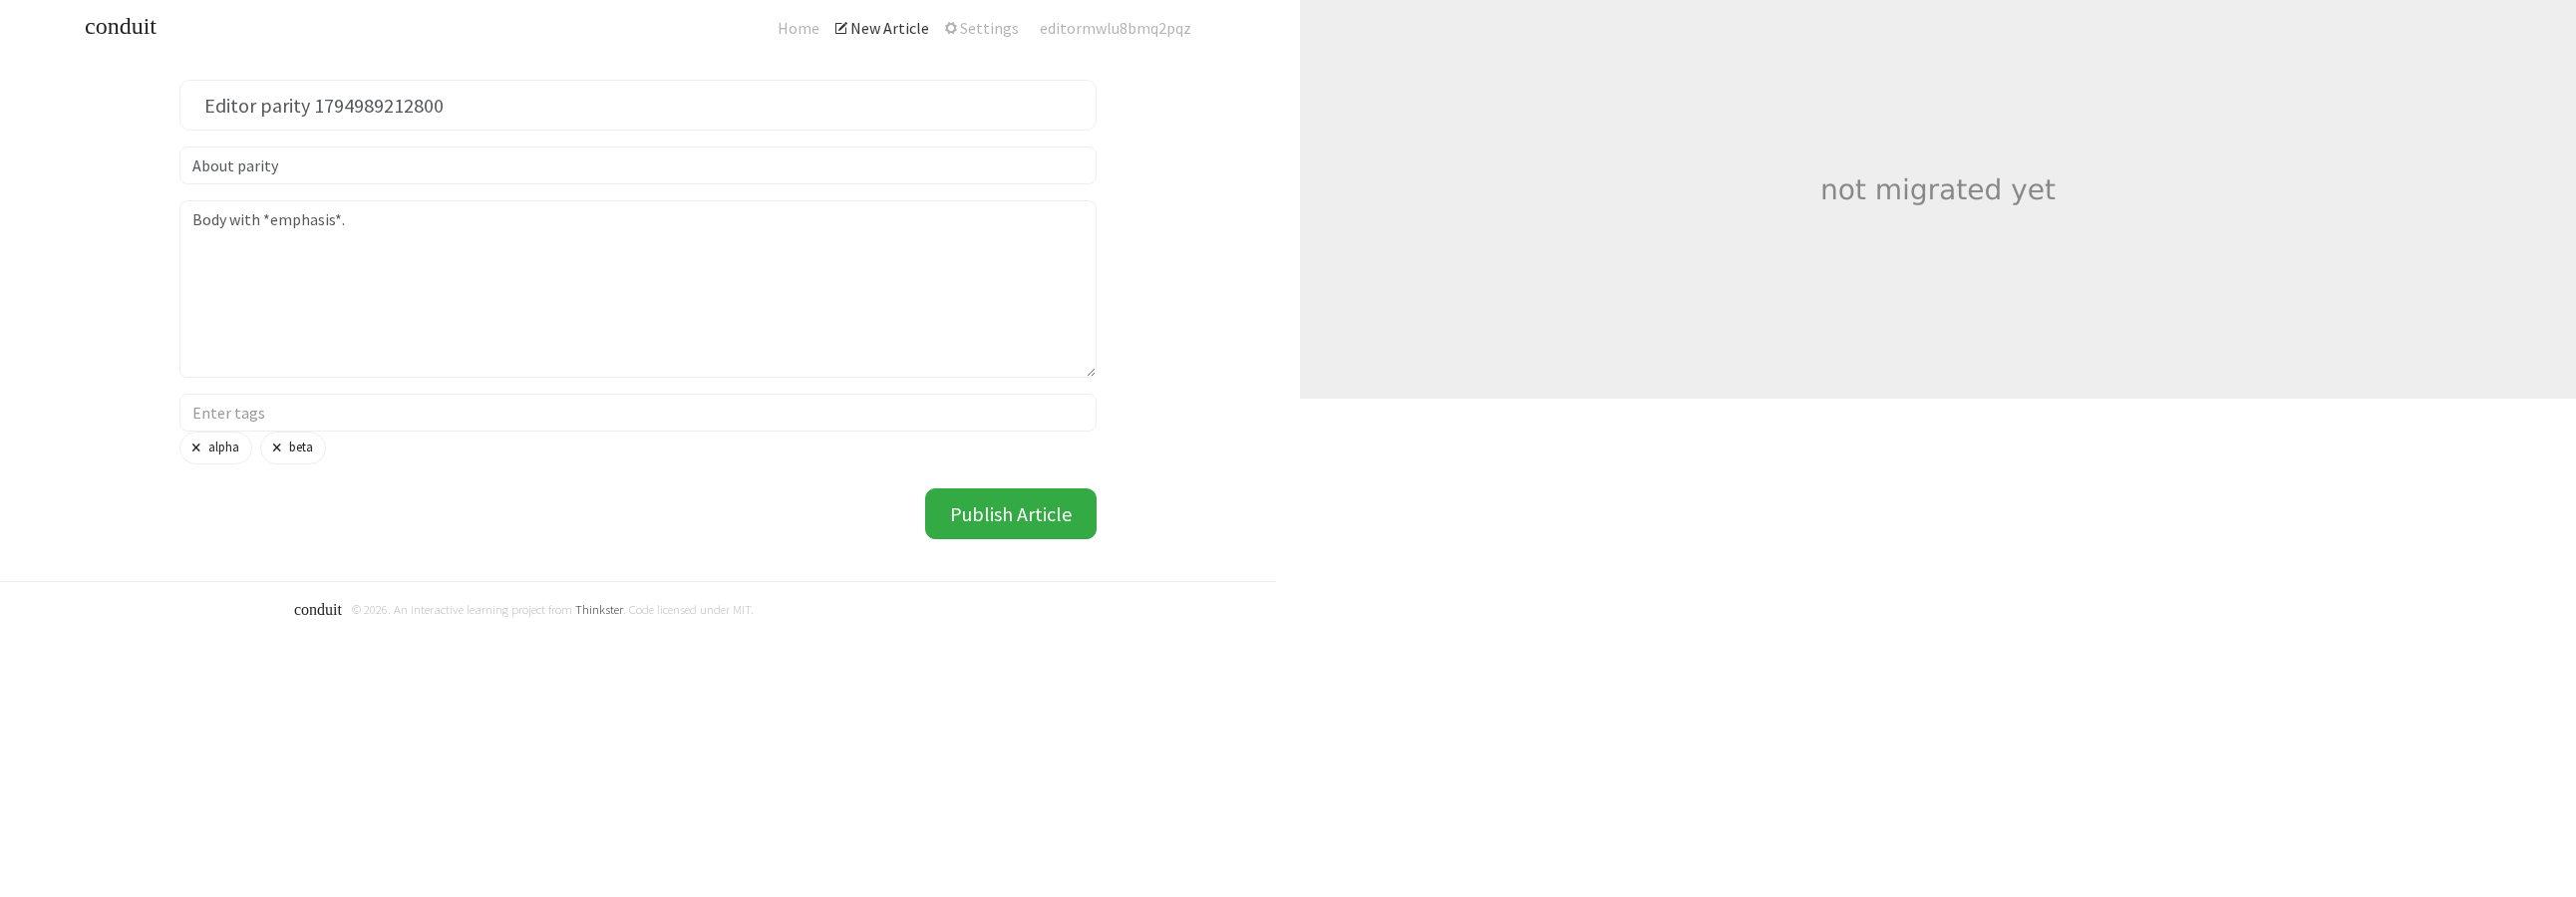 conduit
Home New Article Settings editormwlu8bmq2pqz
Editor parity 1794989212800
About parity
Body with *emphasis*.
Enter tags
alpha beta
Publish Article
conduit © 2026. An interactive learning project from Thinkster. Code licensed under MIT.
not migrated yet